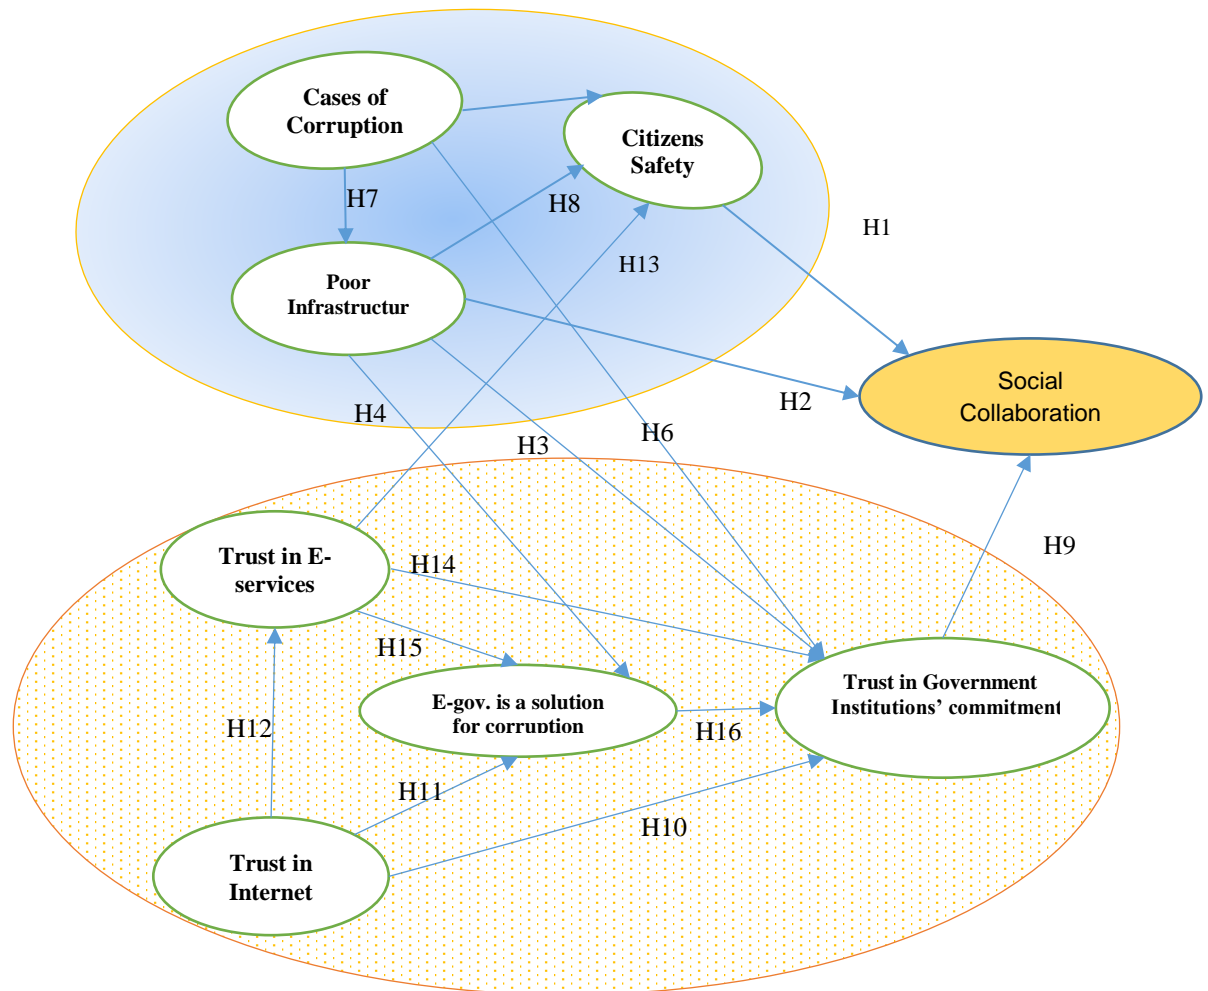 Cases of
Corruption
Citizens
Safety
H7
H8
H1
H13
Poor
Infrastructur
Social
Collaboration
H2
H4
H3
H6
Trust in E-
services
H14
H9
H15
Trust in Government
Institutions' commitment
E-gov. is a solution
for corruption
H16
H12
H11
H10
Trust in
Internet